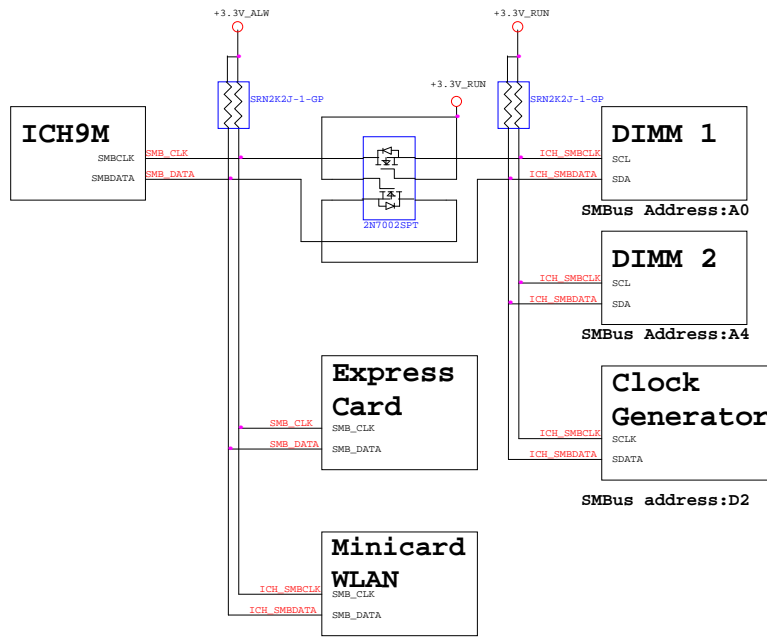 +3.3V_ALW
+3.3V_RUN
+3.3V_RUN
SRN2K2J-1-GP
SRN2K2J-1-GP
ICH9M
SMBCLK
SMBDATA
SMB_CLK
SMB_DATA
2N7002SPT
ICH_SMBCLK
ICH_SMBDATA
DIMM 1
SCL
SDA
SMBus Address:A0
ICH_SMBCLK
ICH_SMBDATA
DIMM 2
SCL
SDA
SMBus Address:A4
Express
Card
SMB_CLK
SMB_DATA
SMB_CLK
SMB_DATA
ICH_SMBCLK
ICH_SMBDATA
Clock
Generator
SCLK
SDATA
SMBus address:D2
Minicard
WLAN
ICH_SMBCLK
ICH_SMBDATA
SMB_CLK
SMB_DATA